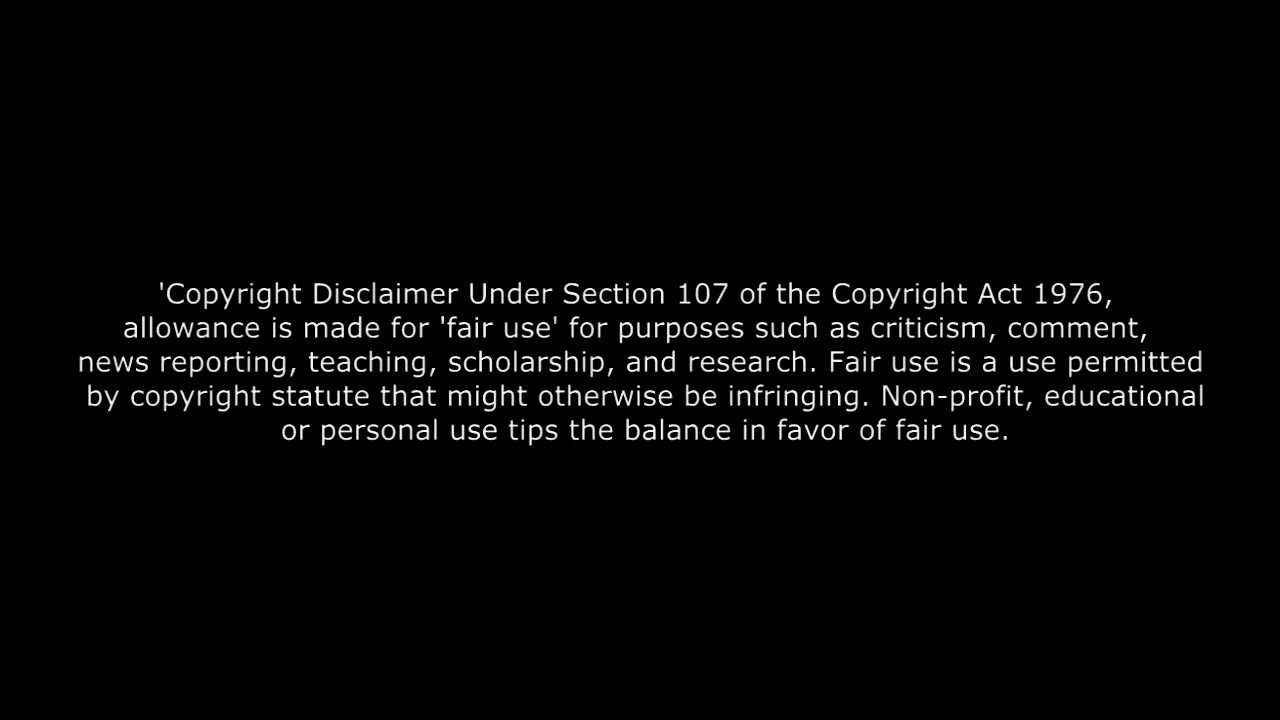 'Copyright Disclaimer Under Section 107 of the Copyright Act 1976,
allowance is made for 'fair use' for purposes such as criticism, comment,
news reporting, teaching, scholarship, and research. Fair use is a use permitted
by copyright statute that might otherwise be infringing. Non-profit, educational
or personal use tips the balance in favor of fair use.